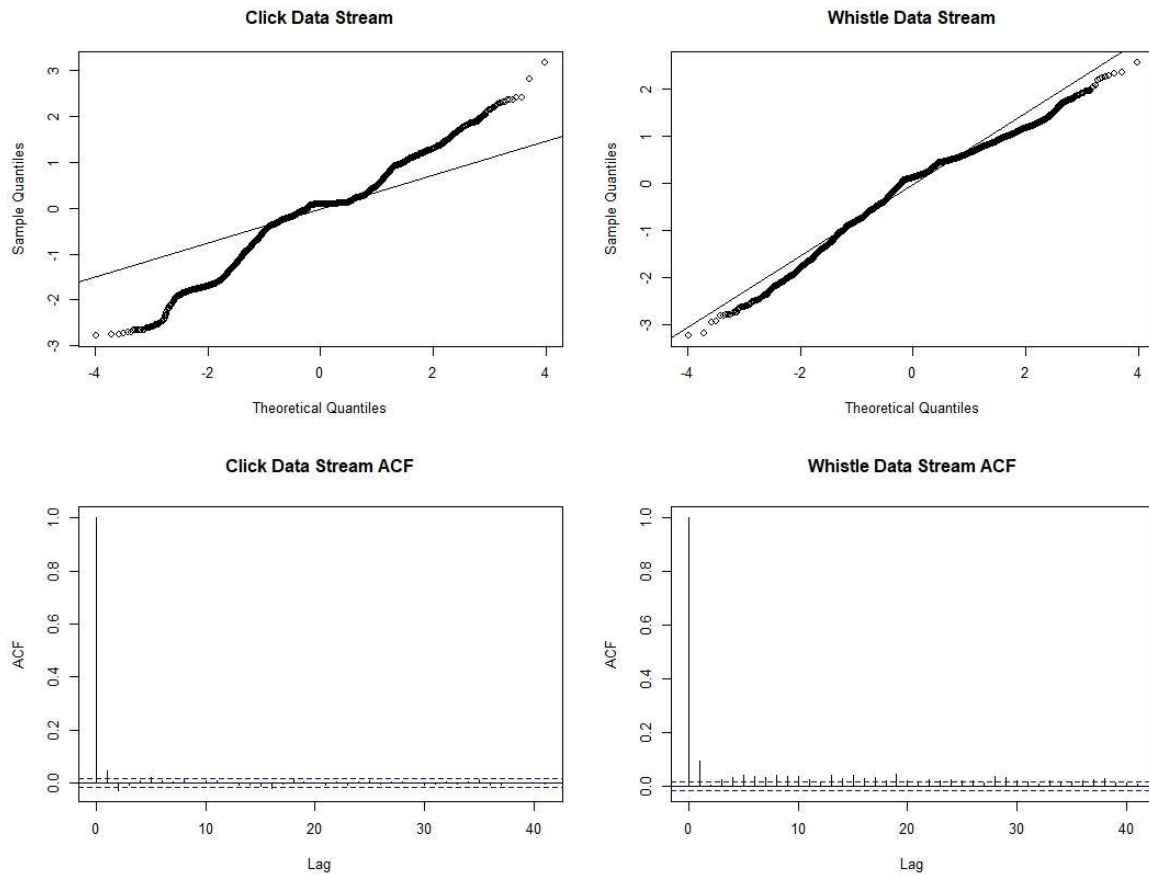 Click Data Stream
Sample Quantiles
3
2
1
0
-1
-2
-3
-4 -2 0 2 4
Theoretical Quantiles
Whistle Data Stream
Sample Quantiles
2
1
0
-1
-2
-3
-4 -2 0 2 4
Theoretical Quantiles
Click Data Stream ACF
ACF
1.0
0.8
0.6
0.4
0.2
0.0
0 10 20 30 40
Lag
Whistle Data Stream ACF
ACF
1.0
0.8
0.6
0.4
0.2
0.0
0 10 20 30 40
Lag